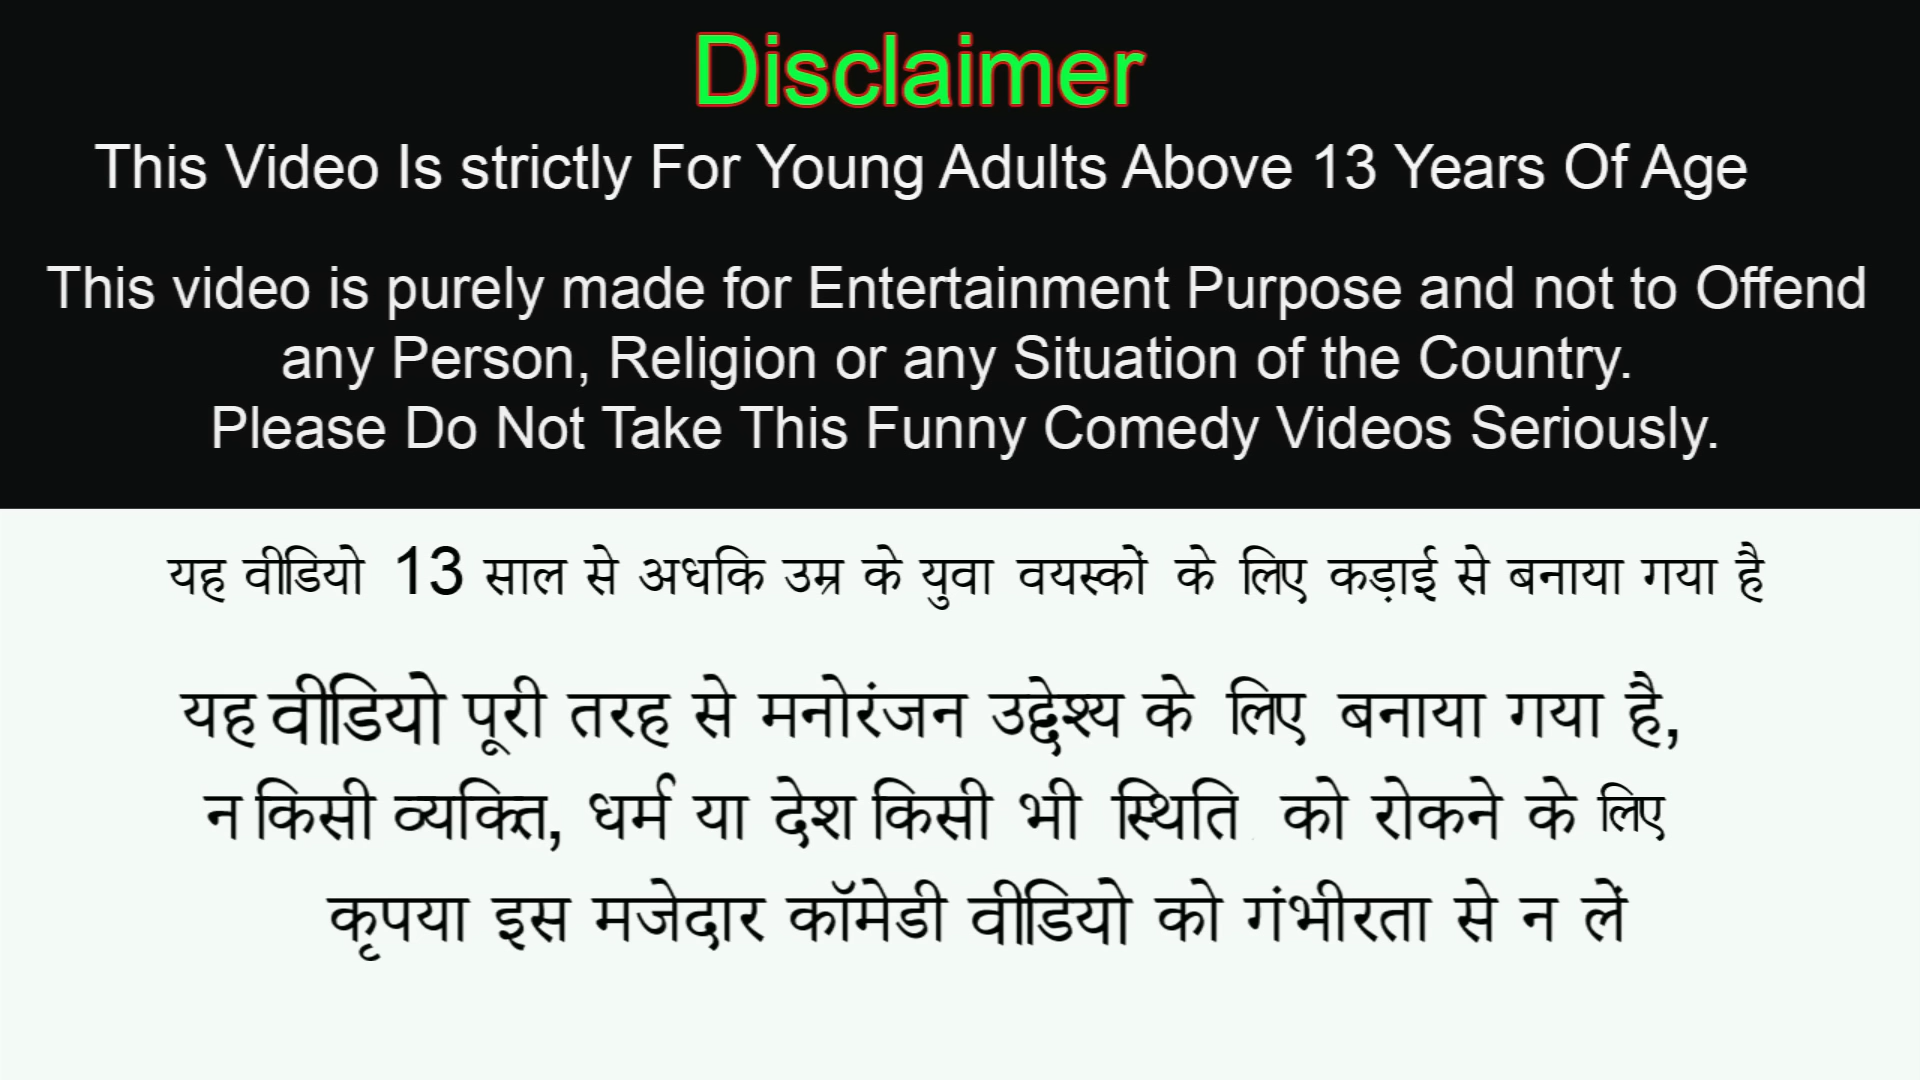 Disclaimer
This Video Is strictly For Young Adults Above 13 Years Of Age
This video is purely made for Entertainment Purpose and not to Offend
any Person, Religion or any Situation of the Country.
Please Do Not Take This Funny Comedy Videos Seriously.
यह वीडियो 13 साल से अधकि उम्र के युवा वयस्कों के लिए कड़ाई से बनाया गया है
यह वीडियो पूरी तरह से मनोरंजन उद्देश्य के लिए बनाया गया है,
न किसी व्यक्ति, धर्म या देश किसी भी स्थिति को रोकने के लिए
कृपया इस मजेदार कॉमेडी वीडियो को गंभीरता से न लें